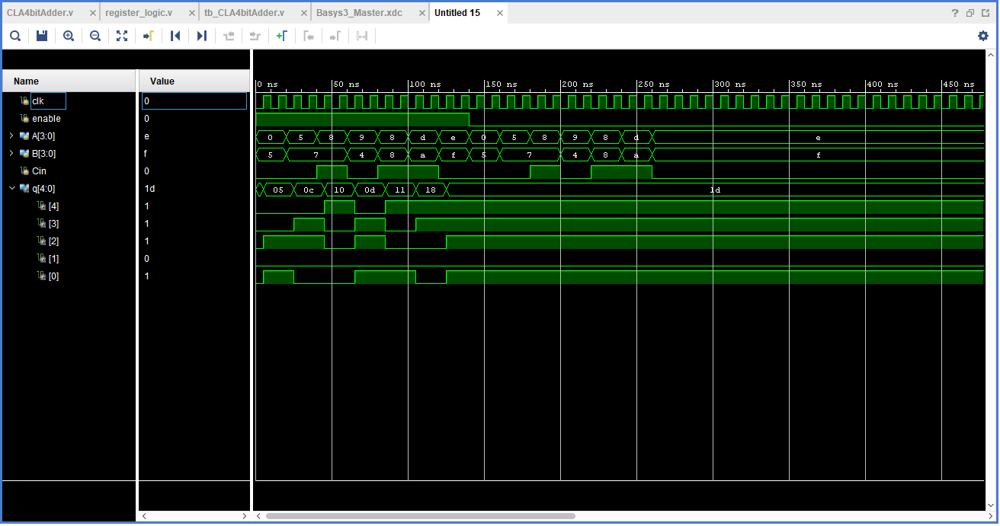 CLA4bitAdder.v × register_logic.v × tb_CLA4bitAdder.v × Basys3_Master.xdc × Untitled 15 × ?
Name Value
0 ns 50 ns 100 ns 150 ns 200 ns 250 ns 300 ns 350 ns 400 ns 450 ns
clk 0
enable 0
A[3:0] e 0 5 8 9 8 d e 0 5 8 9 8 d e
B[3:0] f 5 7 4 8 a f 5 7 4 8 a f
Cin 0
q[4:0] 1d 05 0c 10 0d 11 18 1d
[4] 1
[3] 1
[2] 1
[1] 0
[0] 1